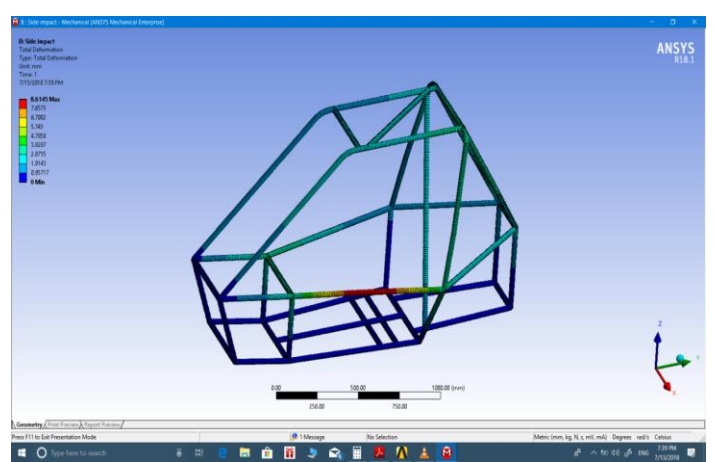 B: Side impact - Mechanical [ANSYS Mechanical Enterprise]
B: Side impact
Total Deformation
Type: Total Deformation
Unit: mm
Time: 1
7/13/2018 7:39 PM
8.6145 Max
7.6573
6.7002
5.743
4.7858
3.8287
2.8715
1.9143
0.95717
0 Min
ANSYS
R18.1
Z
Y
X
0.00 500.00 1000.00 (mm)
250.00 750.00
Geometry Print Preview Report Preview
Press F11 to Exit Presentation Mode 1 Message No Selection Metric (mm, kg, N, s, mV, mA) Degrees rad/s Celsius
Type here to search ENG 7:39 PM
7/13/2018